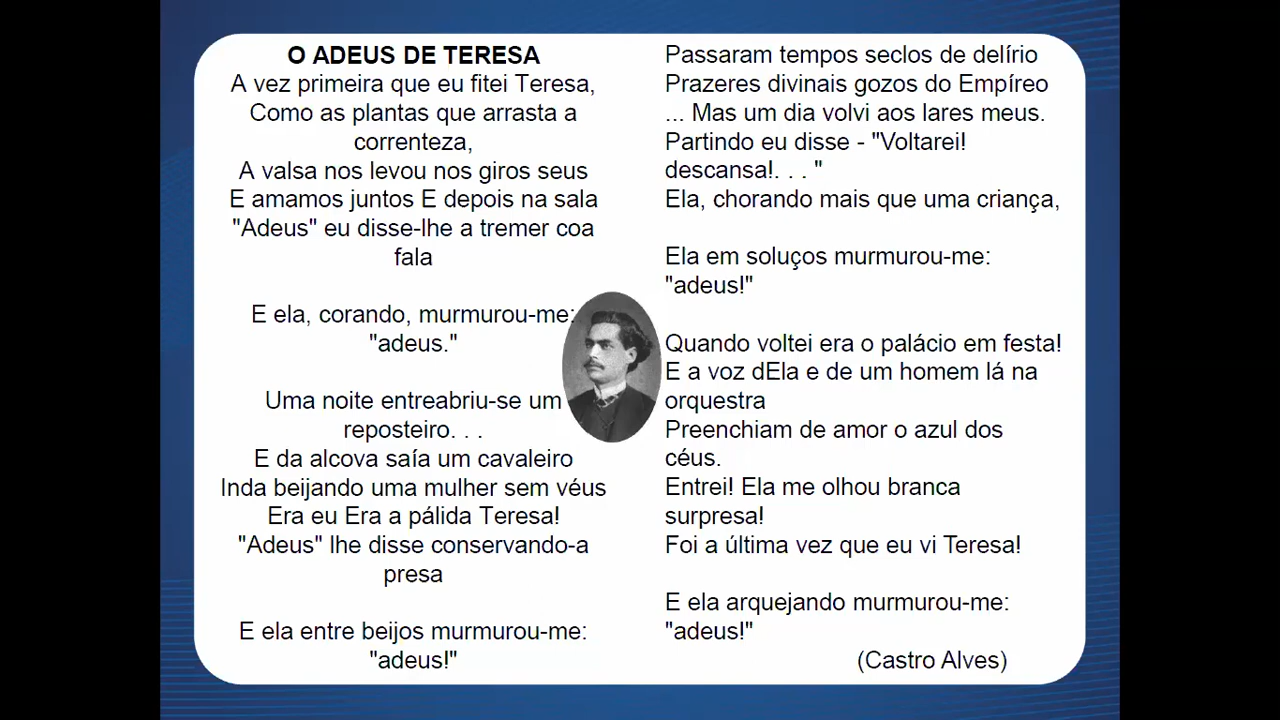 O ADEUS DE TERESA
A vez primeira que eu fitei Teresa,
Como as plantas que arrasta a
correnteza,
A valsa nos levou nos giros seus
E amamos juntos E depois na sala
"Adeus" eu disse-lhe a tremer coa
fala
E ela, corando, murmurou-me:
"adeus."
Uma noite entreabriu-se um
reposteiro. . .
E da alcova saía um cavaleiro
Inda beijando uma mulher sem véus
Era eu Era a pálida Teresa!
"Adeus" lhe disse conservando-a
presa
E ela entre beijos murmurou-me:
"adeus!"
Passaram tempos seclos de delírio
Prazeres divinais gozos do Empíreo
... Mas um dia volvi aos lares meus.
Partindo eu disse - "Voltarei!
descansa!. . . "
Ela, chorando mais que uma criança,
Ela em soluços murmurou-me:
"adeus!"
Quando voltei era o palácio em festa!
E a voz dEla e de um homem lá na
orquestra
Preenchiam de amor o azul dos
céus.
Entrei! Ela me olhou branca
surpresa!
Foi a última vez que eu vi Teresa!
E ela arquejando murmurou-me:
"adeus!"
(Castro Alves)